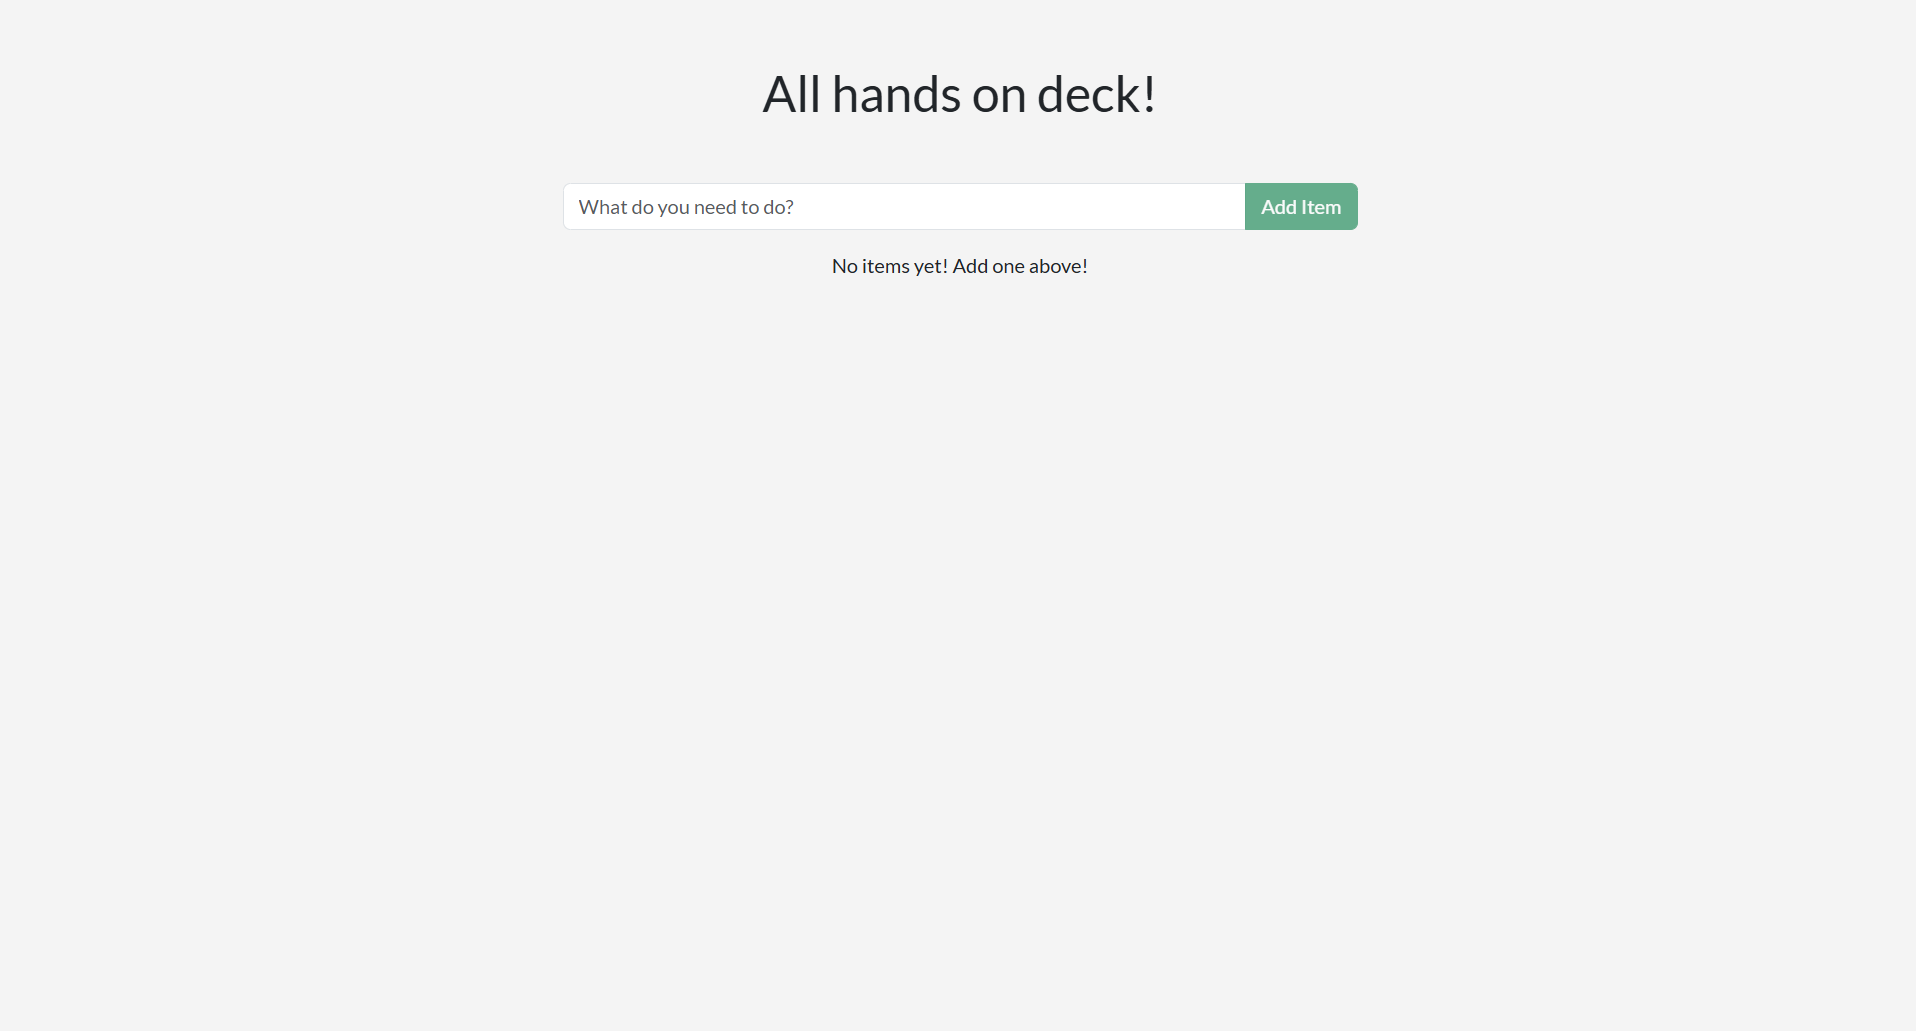 All hands on deck!
What do you need to do?
Add Item
No items yet! Add one above!